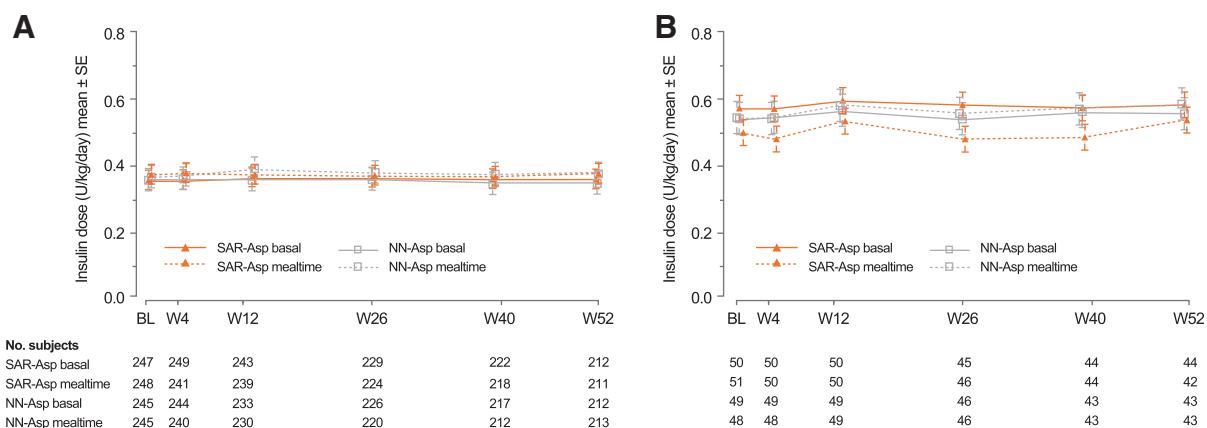 A
Insulin dose (U/kg/day) mean ± SE
0.8
0.6
0.4
0.2
0.0
SAR-Asp basal
NN-Asp basal
SAR-Asp mealtime
NN-Asp mealtime
BL W4 W12 W26 W40 W52
B
Insulin dose (U/kg/day) mean ± SE
0.8
0.6
0.4
0.2
0.0
SAR-Asp basal
NN-Asp basal
SAR-Asp mealtime
NN-Asp mealtime
BL W4 W12 W26 W40 W52
No. subjects
SAR-Asp basal 247 249 243 229 222 212 50 50 50 45 44 44
SAR-Asp mealtime 248 241 239 224 218 211 51 50 50 46 44 42
NN-Asp basal 245 244 233 226 217 212 49 49 49 46 43 43
NN-Asp mealtime 245 240 230 220 212 213 48 48 49 46 43 43